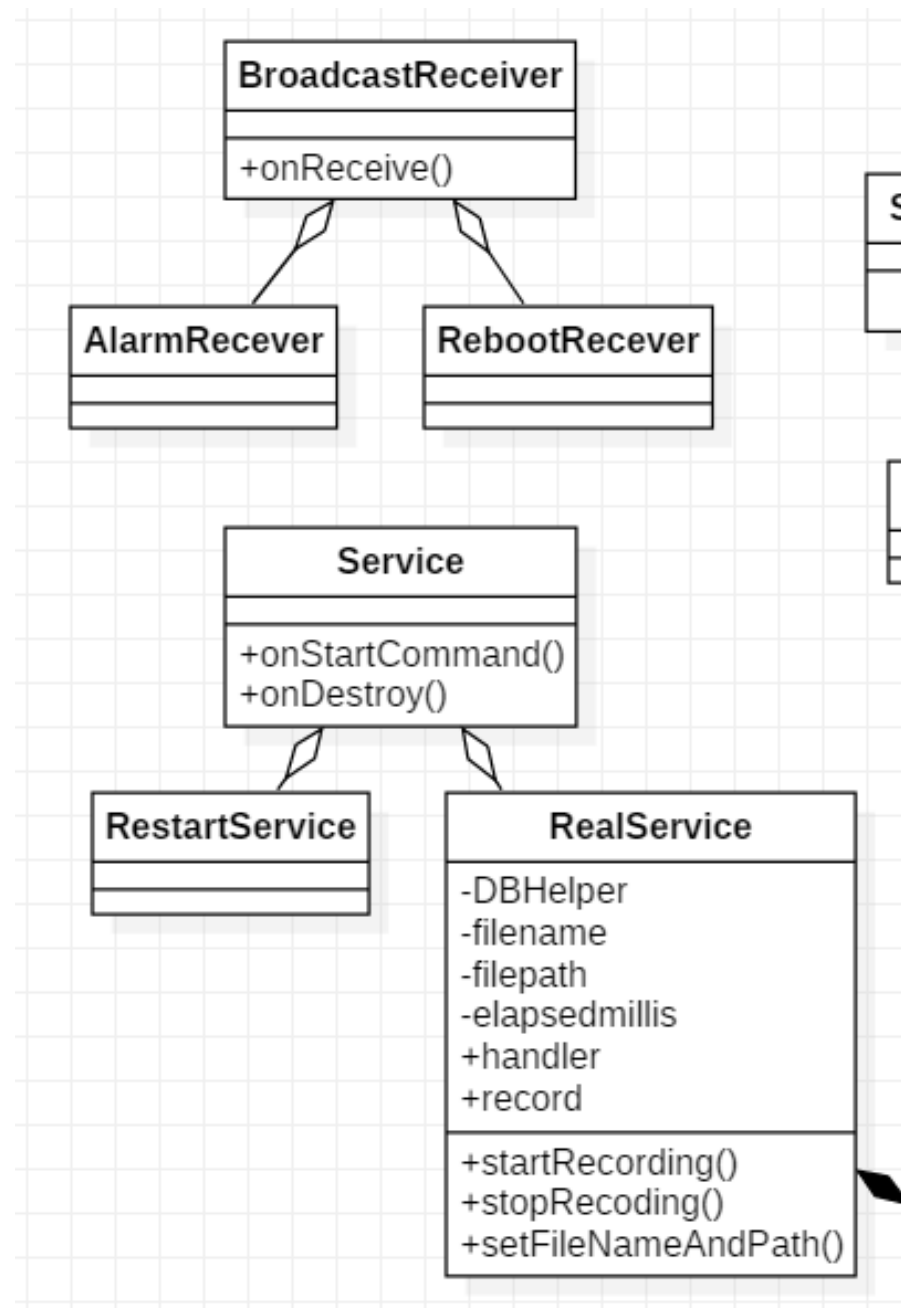 BroadcastReceiver
+onReceive()
S
AlarmRecever
RebootRecever
Service
+onStartCommand()
+onDestroy()
RestartService
RealService
-DBHelper
-filename
-filepath
-elapsedmillis
+handler
+record
+startRecording()
+stopRecoding()
+setFileNameAndPath()